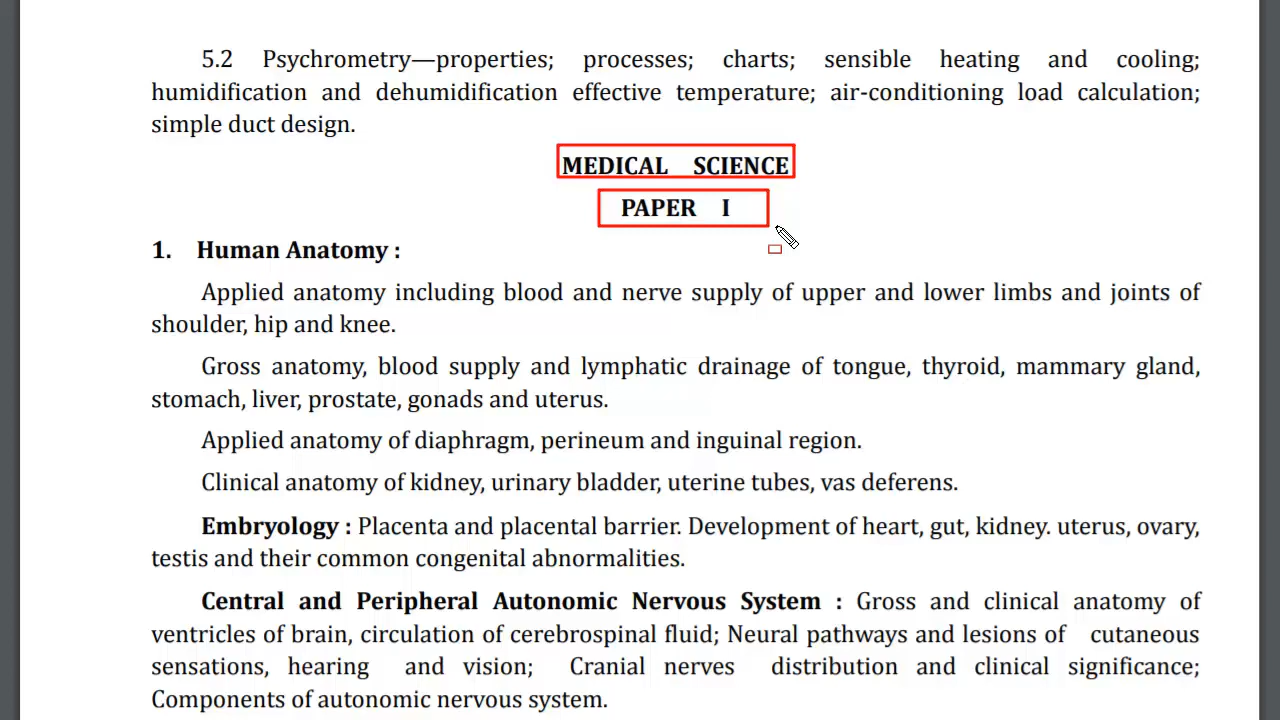 5.2 Psychrometry—properties; processes; charts; sensible heating and cooling;
humidification and dehumidification effective temperature; air-conditioning load calculation;
simple duct design.
MEDICAL SCIENCE
PAPER I
1. Human Anatomy :
Applied anatomy including blood and nerve supply of upper and lower limbs and joints of
shoulder, hip and knee.
Gross anatomy, blood supply and lymphatic drainage of tongue, thyroid, mammary gland,
stomach, liver, prostate, gonads and uterus.
Applied anatomy of diaphragm, perineum and inguinal region.
Clinical anatomy of kidney, urinary bladder, uterine tubes, vas deferens.
Embryology : Placenta and placental barrier. Development of heart, gut, kidney. uterus, ovary,
testis and their common congenital abnormalities.
Central and Peripheral Autonomic Nervous System : Gross and clinical anatomy of
ventricles of brain, circulation of cerebrospinal fluid; Neural pathways and lesions of cutaneous
sensations, hearing and vision; Cranial nerves distribution and clinical significance;
Components of autonomic nervous system.